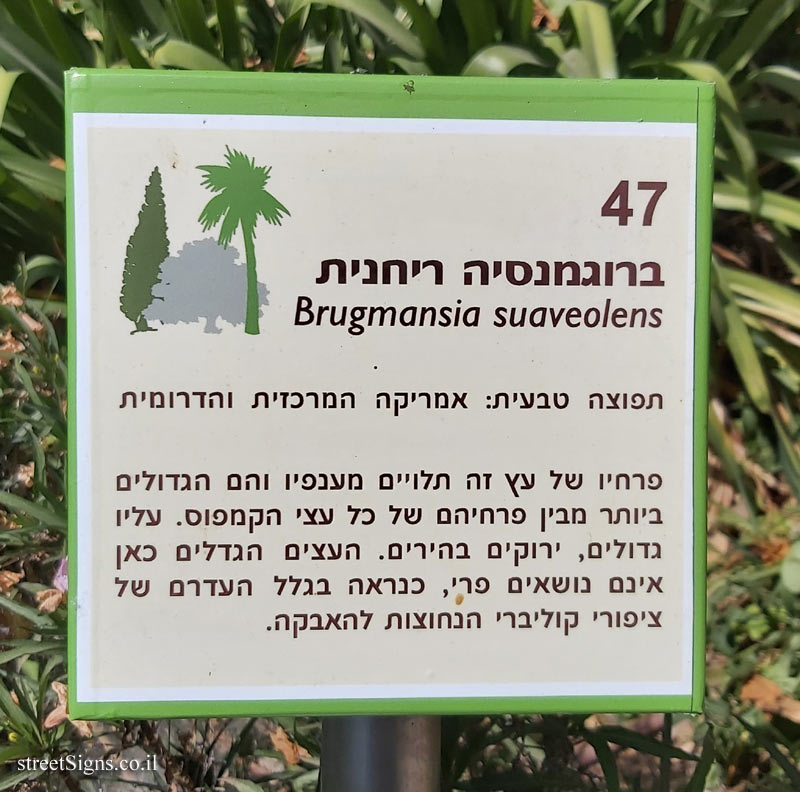 47
ברוגמנסיה ריחנית
Brugmansia suaveolens
תפוצה טבעית: אמריקה המרכזית והדרומית
פרחיו של עץ זה תלויים מענפיו והם הגדולים
ביותר מבין פרחיהם של כל עצי הקמפוס. עליו
גדולים, ירוקים בהירים. העצים הגדלים כאן
אינם נושאים פרי, כנראה בגלל העדרם של
ציפורי קוליברי הנחוצות להאבקה.
streetSigns.co.il